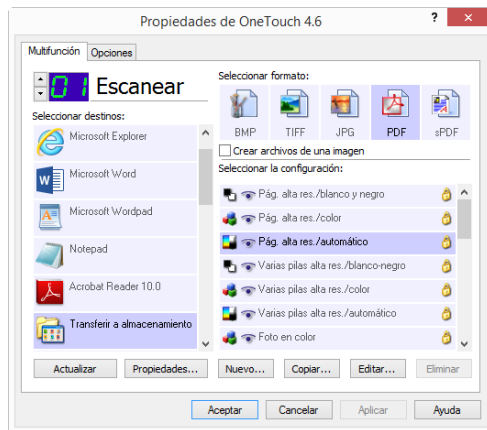 Propiedades de OneTouch 4.6
Multifunción
Opciones
01 Escanear
Seleccionar destinos:
Microsoft Explorer
Microsoft Word
Microsoft Wordpad
Notepad
Acrobat Reader 10.0
Transferir a almacenamiento
Seleccionar formato:
BMP TIFF JPG PDF sPDF
Crear archivos de una imagen
Seleccionar la configuración:
Pág. alta res./blanco y negro
Pág. alta res./color
Pág. alta res./automático
Varias pilas alta res./blanco-negro
Varias pilas alta res./color
Varias pilas alta res./automático
Foto en color
Actualizar Propiedades... Nuevo... Copiar... Editar... Eliminar
Aceptar Cancelar Aplicar Ayuda